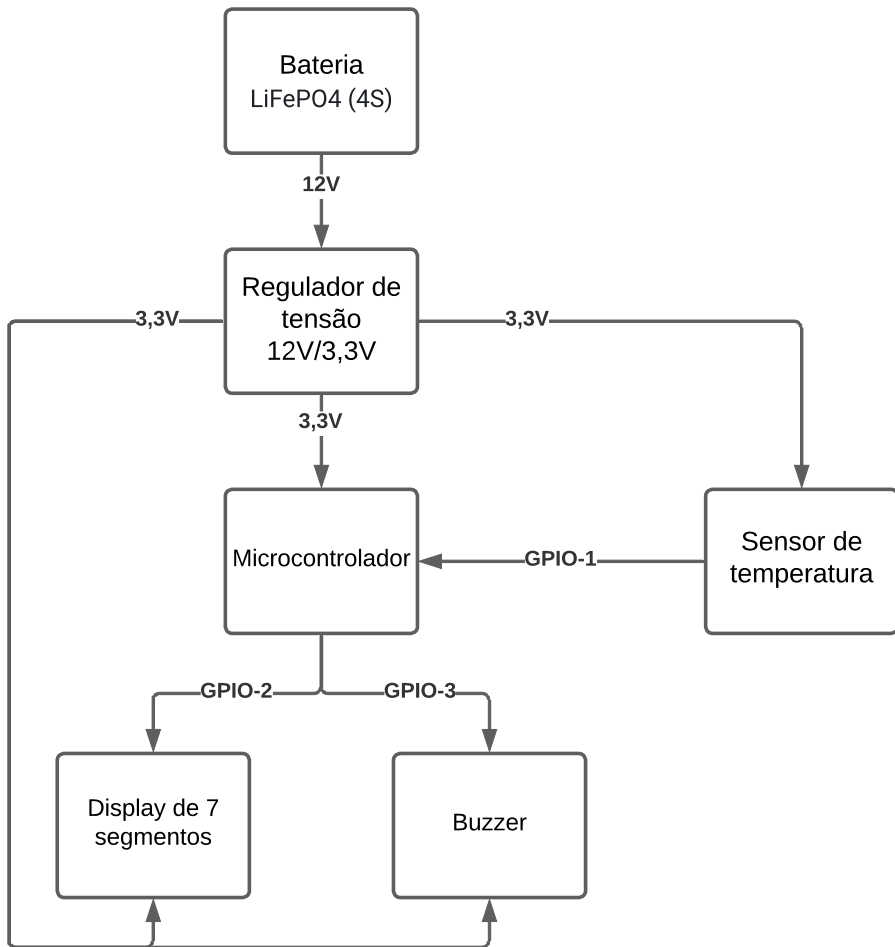 Bateria
LiFePO4 (4S)
12V
Regulador de
tensão
12V/3,3V
3,3V
3,3V
3,3V
Microcontrolador
GPIO-1
Sensor de
temperatura
GPIO-2
GPIO-3
Display de 7
segmentos
Buzzer